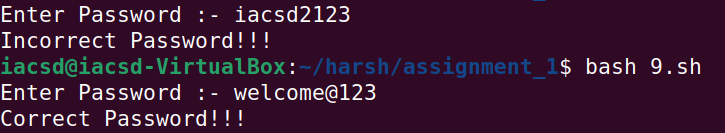 Enter Password :- iacsd2123
Incorrect Password!!!
iacsd@iacsd-VirtualBox:~/harsh/assignment_1$ bash 9.sh
Enter Password :- welcome@123
Correct Password!!!